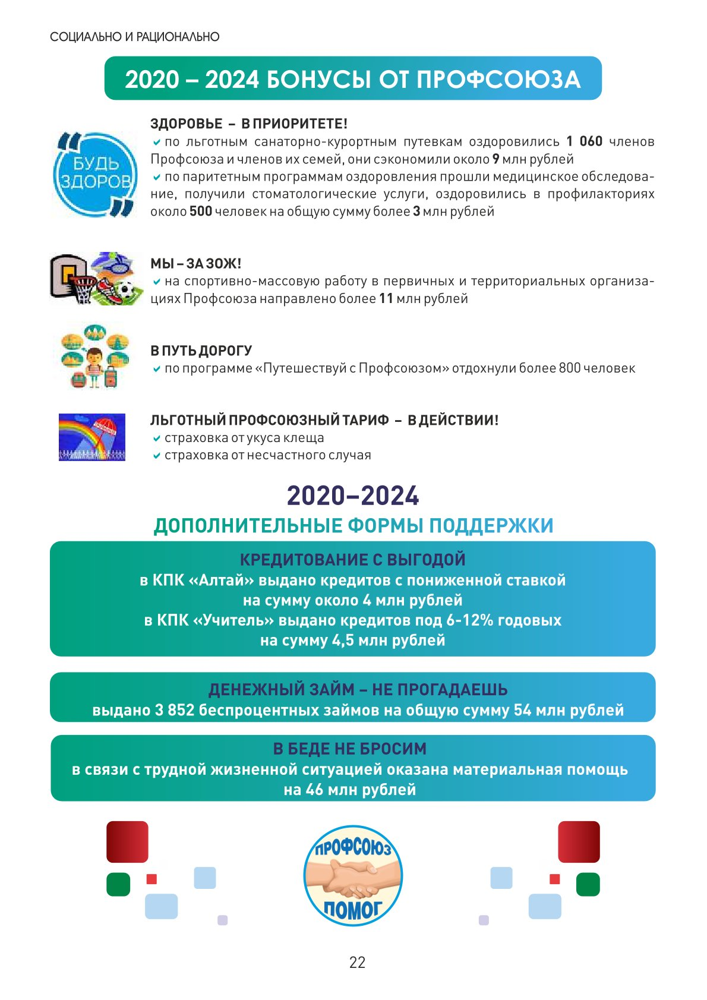 СОЦИАЛЬНО И РАЦИОНАЛЬНО
2020 – 2024 БОНУСЫ ОТ ПРОФСОЮЗА
ЗДОРОВЬЕ – В ПРИОРИТЕТЕ!
по льготным санаторно-курортным путевкам оздоровились 1 060 членов
Профсоюза и членов их семей, они сэкономили около 9 млн рублей
по паритетным программам оздоровления прошли медицинское обследова-
ние, получили стоматологические услуги, оздоровились в профилакториях
около 500 человек на общую сумму более 3 млн рублей
БУДЬ
ЗДОРОВ
МЫ – ЗА ЗОЖ!
на спортивно-массовую работу в первичных и территориальных организа-
циях Профсоюза направлено более 11 млн рублей
В ПУТЬ ДОРОГУ
по программе «Путешествуй с Профсоюзом» отдохнули более 800 человек
ЛЬГОТНЫЙ ПРОФСОЮЗНЫЙ ТАРИФ – В ДЕЙСТВИИ!
страховка от укуса клеща
страховка от несчастного случая
2020–2024
ДОПОЛНИТЕЛЬНЫЕ ФОРМЫ ПОДДЕРЖКИ
КРЕДИТОВАНИЕ С ВЫГОДОЙ
в КПК «Алтай» выдано кредитов с пониженной ставкой
на сумму около 4 млн рублей
в КПК «Учитель» выдано кредитов под 6-12% годовых
на сумму 4,5 млн рублей
ДЕНЕЖНЫЙ ЗАЙМ – НЕ ПРОГАДАЕШЬ
выдано 3 852 беспроцентных займов на общую сумму 54 млн рублей
В БЕДЕ НЕ БРОСИМ
в связи с трудной жизненной ситуацией оказана материальная помощь
на 46 млн рублей
ПРОФСОЮЗ
ПОМОГ
22